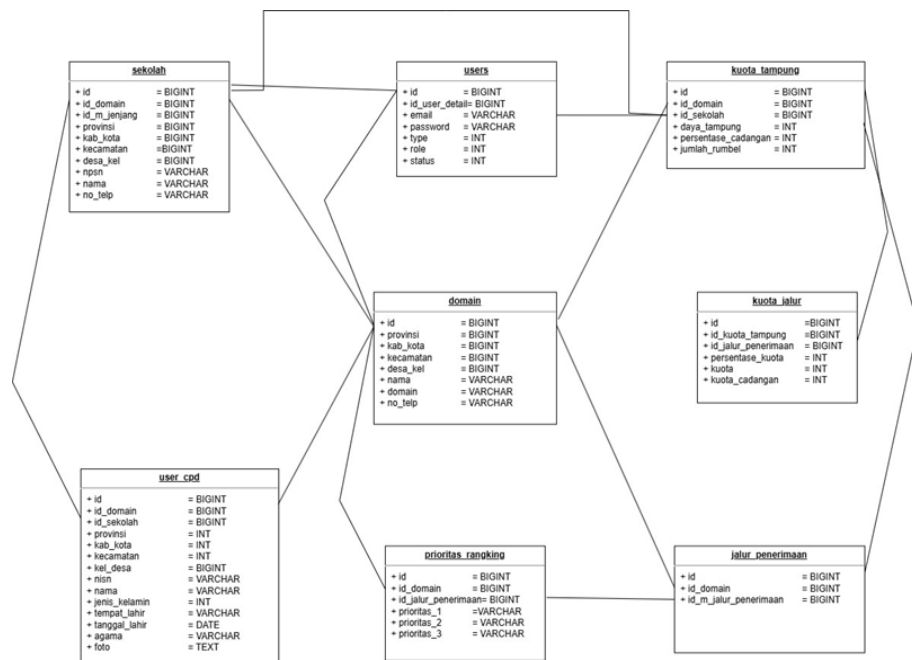 sekolah
+ id = BIGINT
+ id_domain = BIGINT
+ id_m_jenjang = BIGINT
+ provinsi = BIGINT
+ kab_kota = BIGINT
+ kecamatan =BIGINT
+ desa_kel = BIGINT
+ npsn = VARCHAR
+ nama = VARCHAR
+ no_telp = VARCHAR
users
+ id = BIGINT
+ id_user_detail= BIGINT
+ email = VARCHAR
+ password = VARCHAR
+ type = INT
+ role = INT
+ status = INT
kuota_tampung
+ id = BIGINT
+ id_domain = BIGINT
+ id_sekolah = BIGINT
+ daya_tampung = INT
+ persentase_cadangan = INT
+ jumlah_rumbel = INT
domain
+ id = BIGINT
+ provinsi = BIGINT
+ kab_kota = BIGINT
+ kecamatan = BIGINT
+ desa_kel = BIGINT
+ nama = VARCHAR
+ domain = VARCHAR
+ no_telp = VARCHAR
kuota_jalur
+ id =BIGINT
+ id_kuota_tampung =BIGINT
+ id_jalur_penerimaan = BIGINT
+ persentase_kuota = INT
+ kuota = INT
+ kuota_cadangan = INT
user_cpd
+ id = BIGINT
+ id_domain = BIGINT
+ id_sekolah = BIGINT
+ provinsi = INT
+ kab_kota = INT
+ kecamatan = INT
+ kel_desa = BIGINT
+ nisn = VARCHAR
+ nama = VARCHAR
+ jenis_kelamin = INT
+ tempat_lahir = VARCHAR
+ tanggal_lahir = DATE
+ agama = VARCHAR
+ foto = TEXT
prioritas_rangking
+ id = BIGINT
+ id_domain = BIGINT
+ id_jalur_penerimaan= BIGINT
+ prioritas_1 =VARCHAR
+ prioritas_2 = VARCHAR
+ prioritas_3 = VARCHAR
jalur_penerimaan
+ id = BIGINT
+ id_domain = BIGINT
+ id_m_jalur_penerimaan = BIGINT